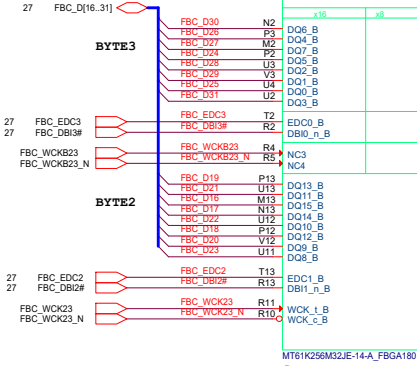 27 FBC_D[16..31]
x16 x8
FBC_D30 N2 DQ6_B
FBC_D26 P3 DQ4_B
BYTE3
FBC_D27 M2 DQ7_B
FBC_D24 P2 DQ5_B
FBC_D28 U3 DQ2_B
FBC_D29 V3 DQ1_B
FBC_D25 U4 DQ0_B
FBC_D31 U2 DQ3_B
27 FBC_EDC3 FBC_EDC3 T2 EDC0_B
27 FBC_DBI3# FBC_DBI3# R2 DBI0_n_B
FBC_WCKB23 FBC_WCKB23 R4 NC3
FBC_WCKB23_N FBC_WCKB23_N R5 NC4
FBC_D19 P13 DQ13_B
FBC_D21 U13 DQ11_B
BYTE2
FBC_D16 M13 DQ15_B
FBC_D17 N13 DQ14_B
FBC_D22 U12 DQ10_B
FBC_D18 P12 DQ12_B
FBC_D20 V12 DQ9_B
FBC_D23 U11 DQ8_B
27 FBC_EDC2 FBC_EDC2 T13 EDC1_B
27 FBC_DBI2# FBC_DBI2# R13 DBI1_n_B
FBC_WCK23 FBC_WCK23 R11 WCK_t_B
FBC_WCK23_N FBC_WCK23_N R10 WCK_c_B
MT61K256M32JE-14-A_FBGA180